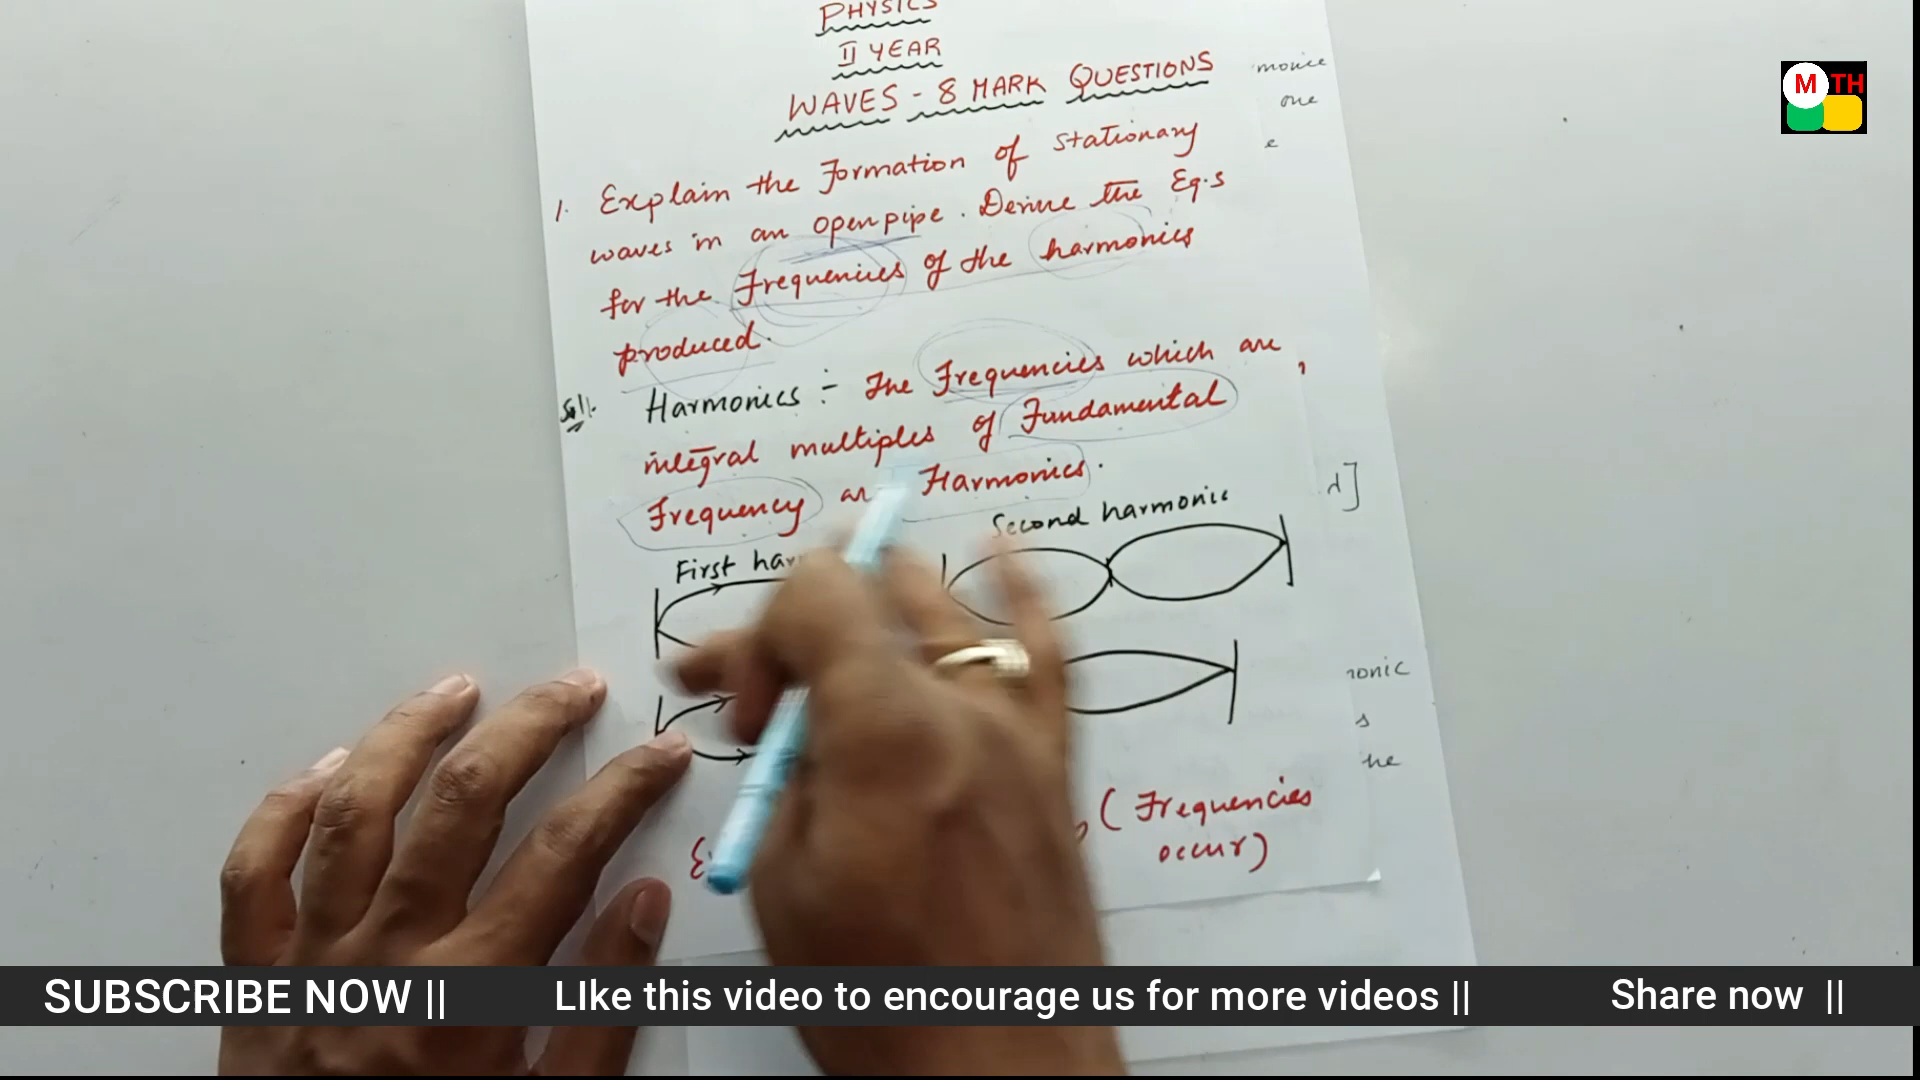 PHYSICS
II YEAR
WAVES - 8 MARK QUESTIONS
1. Explain the Formation of Stationary
waves in an open pipe. Derive the Eq.s
for the Frequencies of the harmonics
produced.
Sol. Harmonics :- The Frequencies which are
integral multiples of Fundamental
Frequency are Harmonics.
First har
Second harmonic
( Frequencies
occur)
monic
one
e
d]
ronic
s
he
M TH
SUBSCRIBE NOW || LIke this video to encourage us for more videos || Share now ||